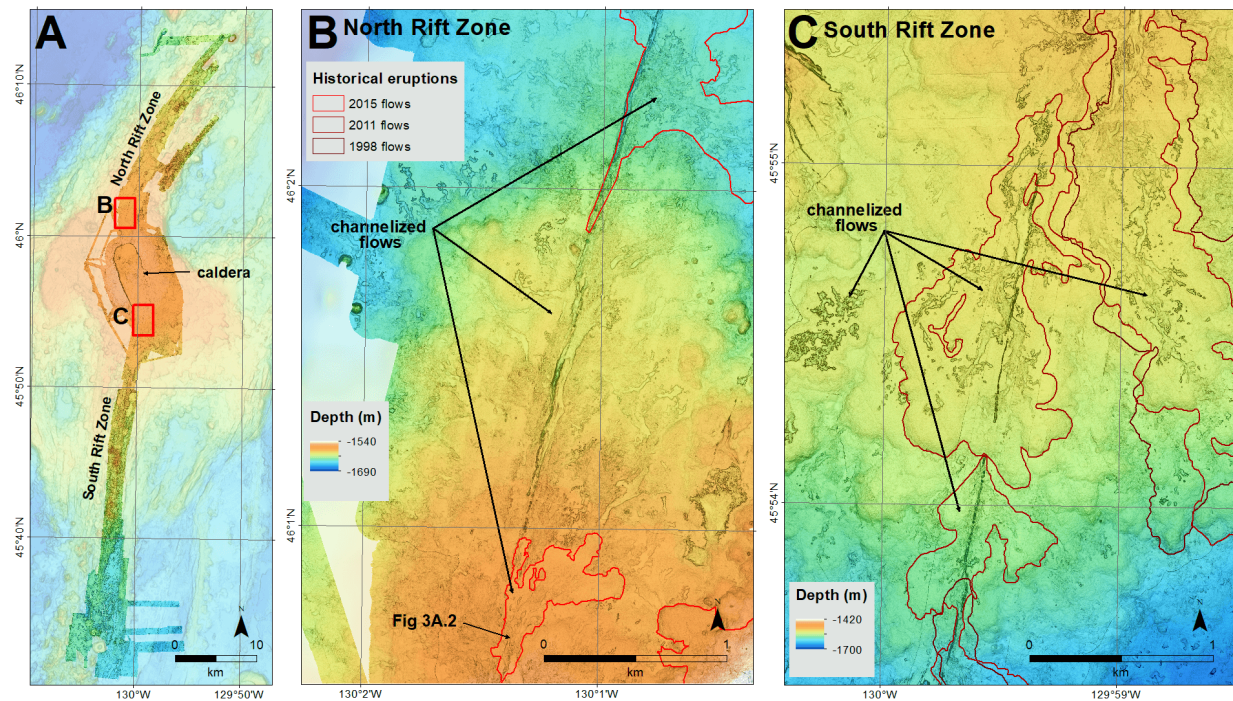 A
46°10'N
46°N
45°50'N
45°40'N
North Rift Zone
B
caldera
C
South Rift Zone
N
0 10
km
130°W 129°50'W
B North Rift Zone
Historical eruptions
2015 flows
2011 flows
1998 flows
46°2'N
channelized
flows
Depth (m)
-1540
-1690
46°1'N
Fig 3A.2
N
0 1
km
130°2'W 130°1'W
C South Rift Zone
45°55'N
channelized
flows
45°54'N
Depth (m)
-1420
-1700
N
0 1
km
130°W 129°59'W